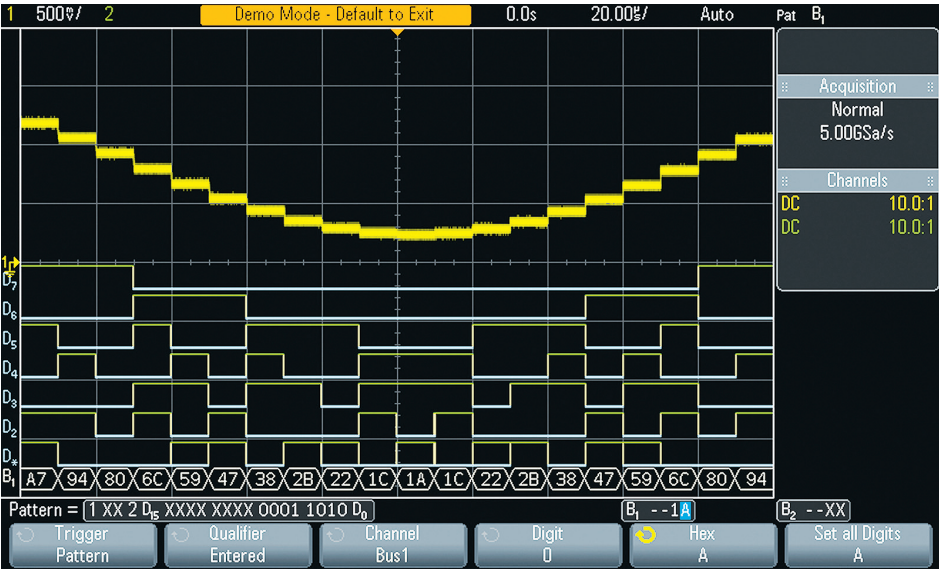 1 500mV/ 2 Demo Mode - Default to Exit 0.0s 20.00us/ Auto Pat B1
Acquisition
Normal
5.00GSa/s
Channels
DC 10.0:1
DC 10.0:1
1
D7
D6
D5
D4
D3
D2
D*
B1 A7 94 80 6C 59 47 38 2B 22 1C 1A 1C 22 2B 38 47 59 6C 80 94
Pattern = 1 XX 2 D15 XXXX XXXX 0001 1010 D0 B1 --1A B2 --XX
Trigger Qualifier Channel Digit Hex Set all Digits
Pattern Entered Bus1 0 A A